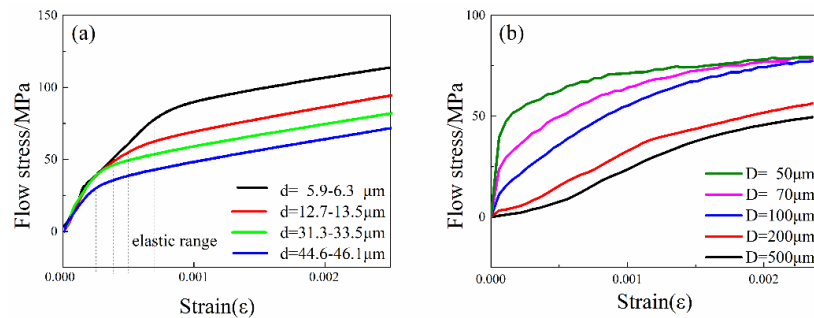 (a)
Flow stress/MPa
150
100
50
0
elastic range
d= 5.9-6.3 μm
d=12.7-13.5μm
d=31.3-33.5μm
d=44.6-46.1μm
0.000
0.001
0.002
Strain(ε)
(b)
Flow stress/MPa
100
50
0
D= 50μm
D= 70μm
D=100μm
D=200μm
D=500μm
0.000
0.001
0.002
Strain(ε)